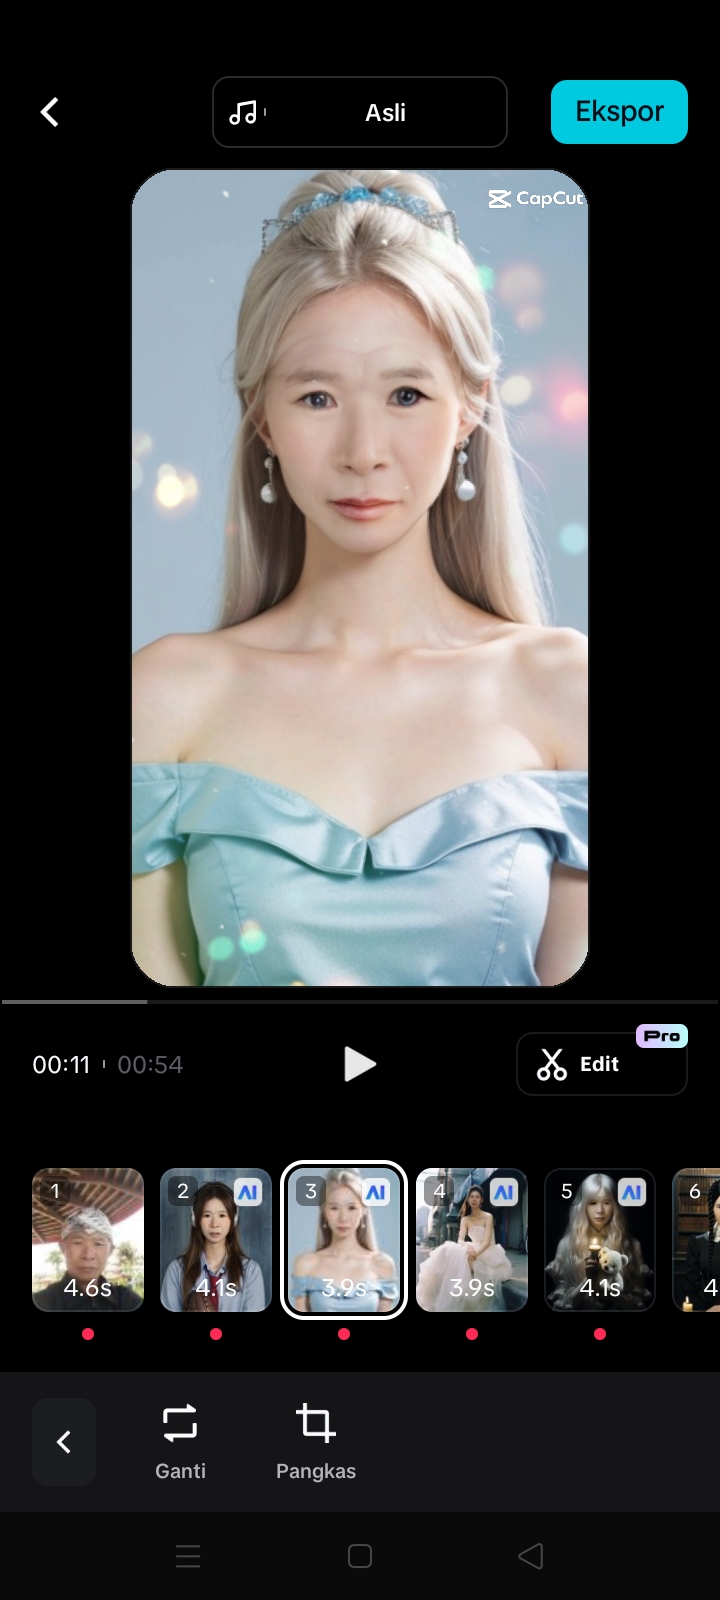 Asli
Ekspor
CapCut
00:11
00:54
Pro
Edit
1
4.6s
2
AI
4.1s
3
AI
3.9s
4
AI
3.9s
5
AI
4.1s
6
4
Ganti
Pangkas